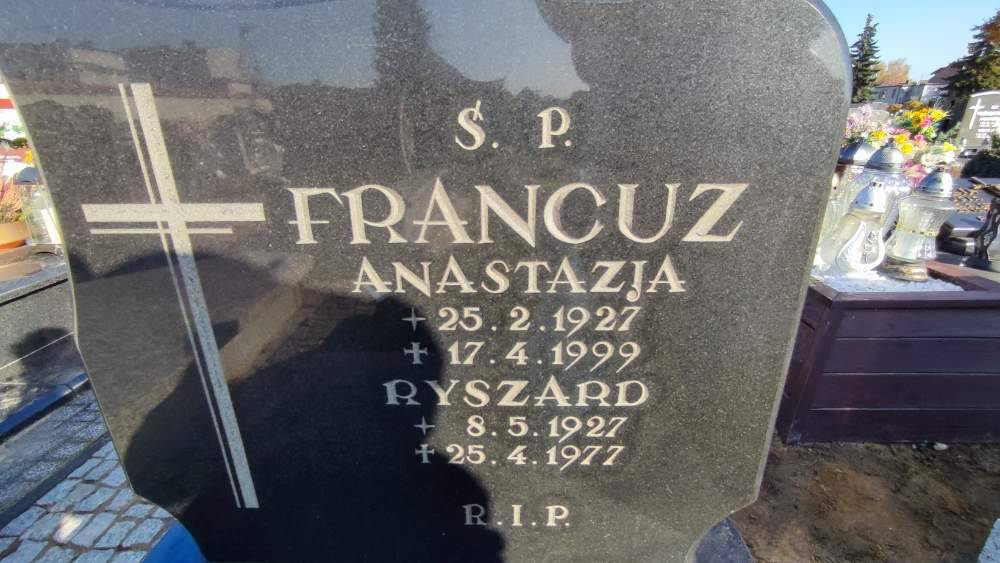 Ś. P.
FRANCUZ
ANASTAZJA
25.2.1927
✝ 17.4.1999
RYSZARD
8.5.1927
✝ 25.4.1977
R.I.P.